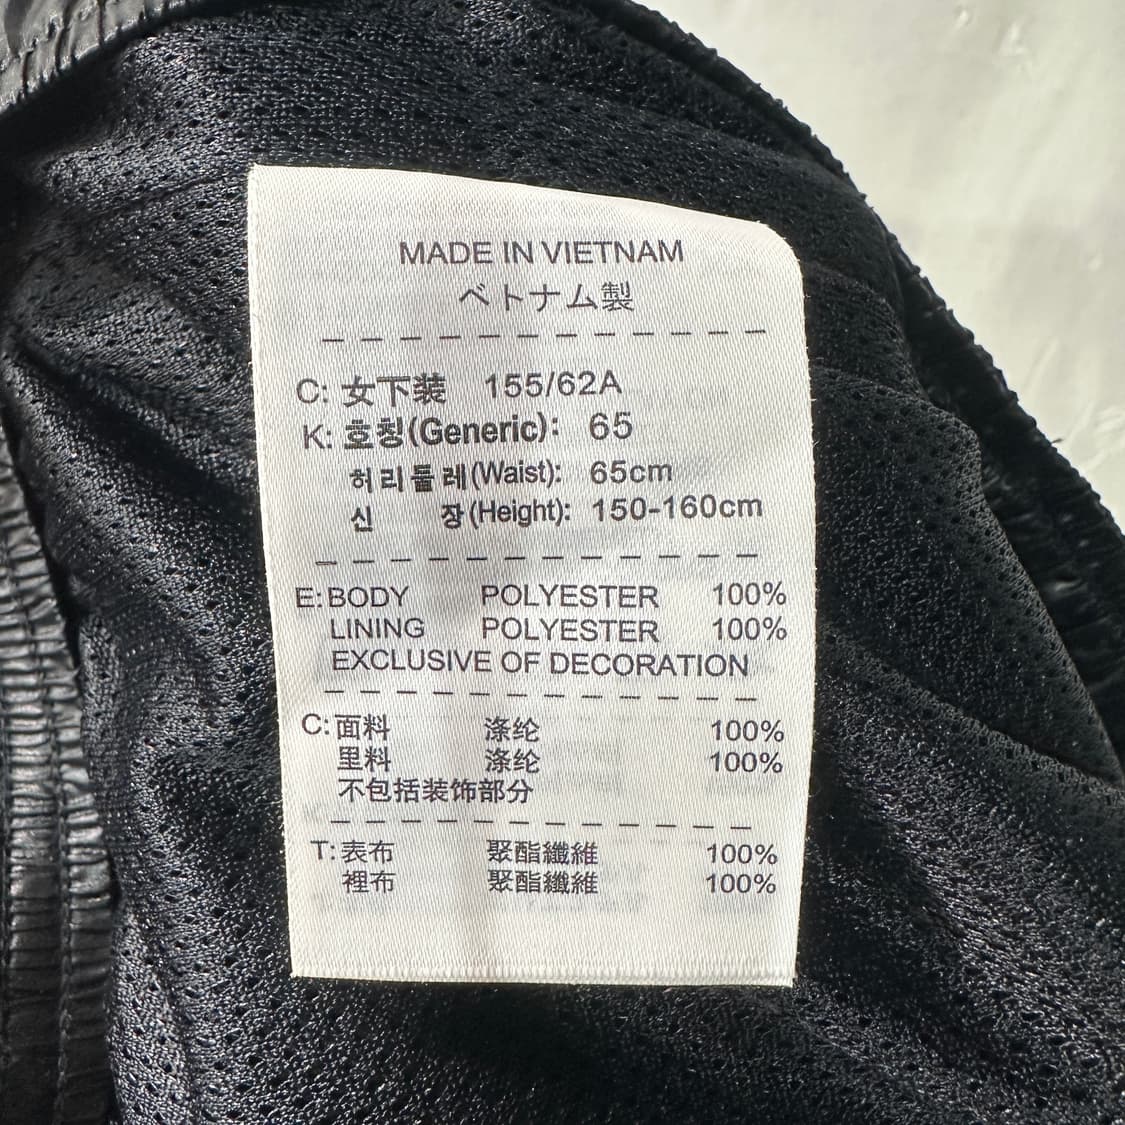 MADE IN VIETNAM
ベトナム製
C: 女下装 155/62A
K: 호칭(Generic): 65
허리둘레(Waist): 65cm
신 장(Height): 150-160cm
E: BODY POLYESTER 100%
LINING POLYESTER 100%
EXCLUSIVE OF DECORATION
C: 面料 涤纶 100%
里料 涤纶 100%
不包括装饰部分
T: 表布 聚酯纖維 100%
裡布 聚酯纖維 100%